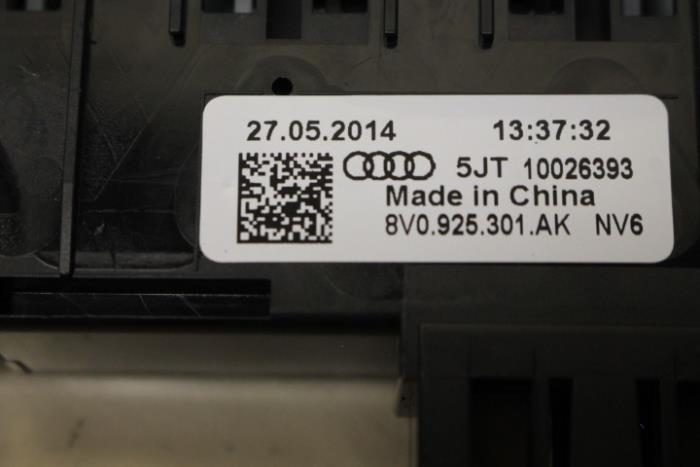 27.05.2014 13:37:32
5JT 10026393
Made in China
8V0.925.301.AK NV6